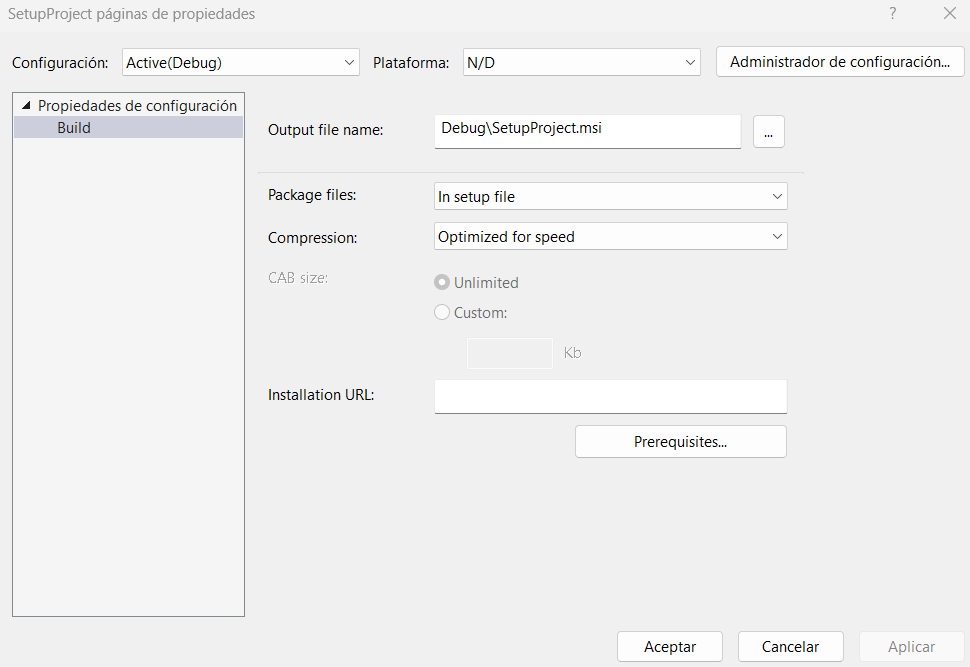 SetupProject páginas de propiedades
?
Configuración: Active(Debug) Plataforma: N/D Administrador de configuración...
Propiedades de configuración
Build
Output file name: Debug\SetupProject.msi ...
Package files: In setup file
Compression: Optimized for speed
CAB size: Unlimited
Custom:
Kb
Installation URL:
Prerequisites...
Aceptar Cancelar Aplicar